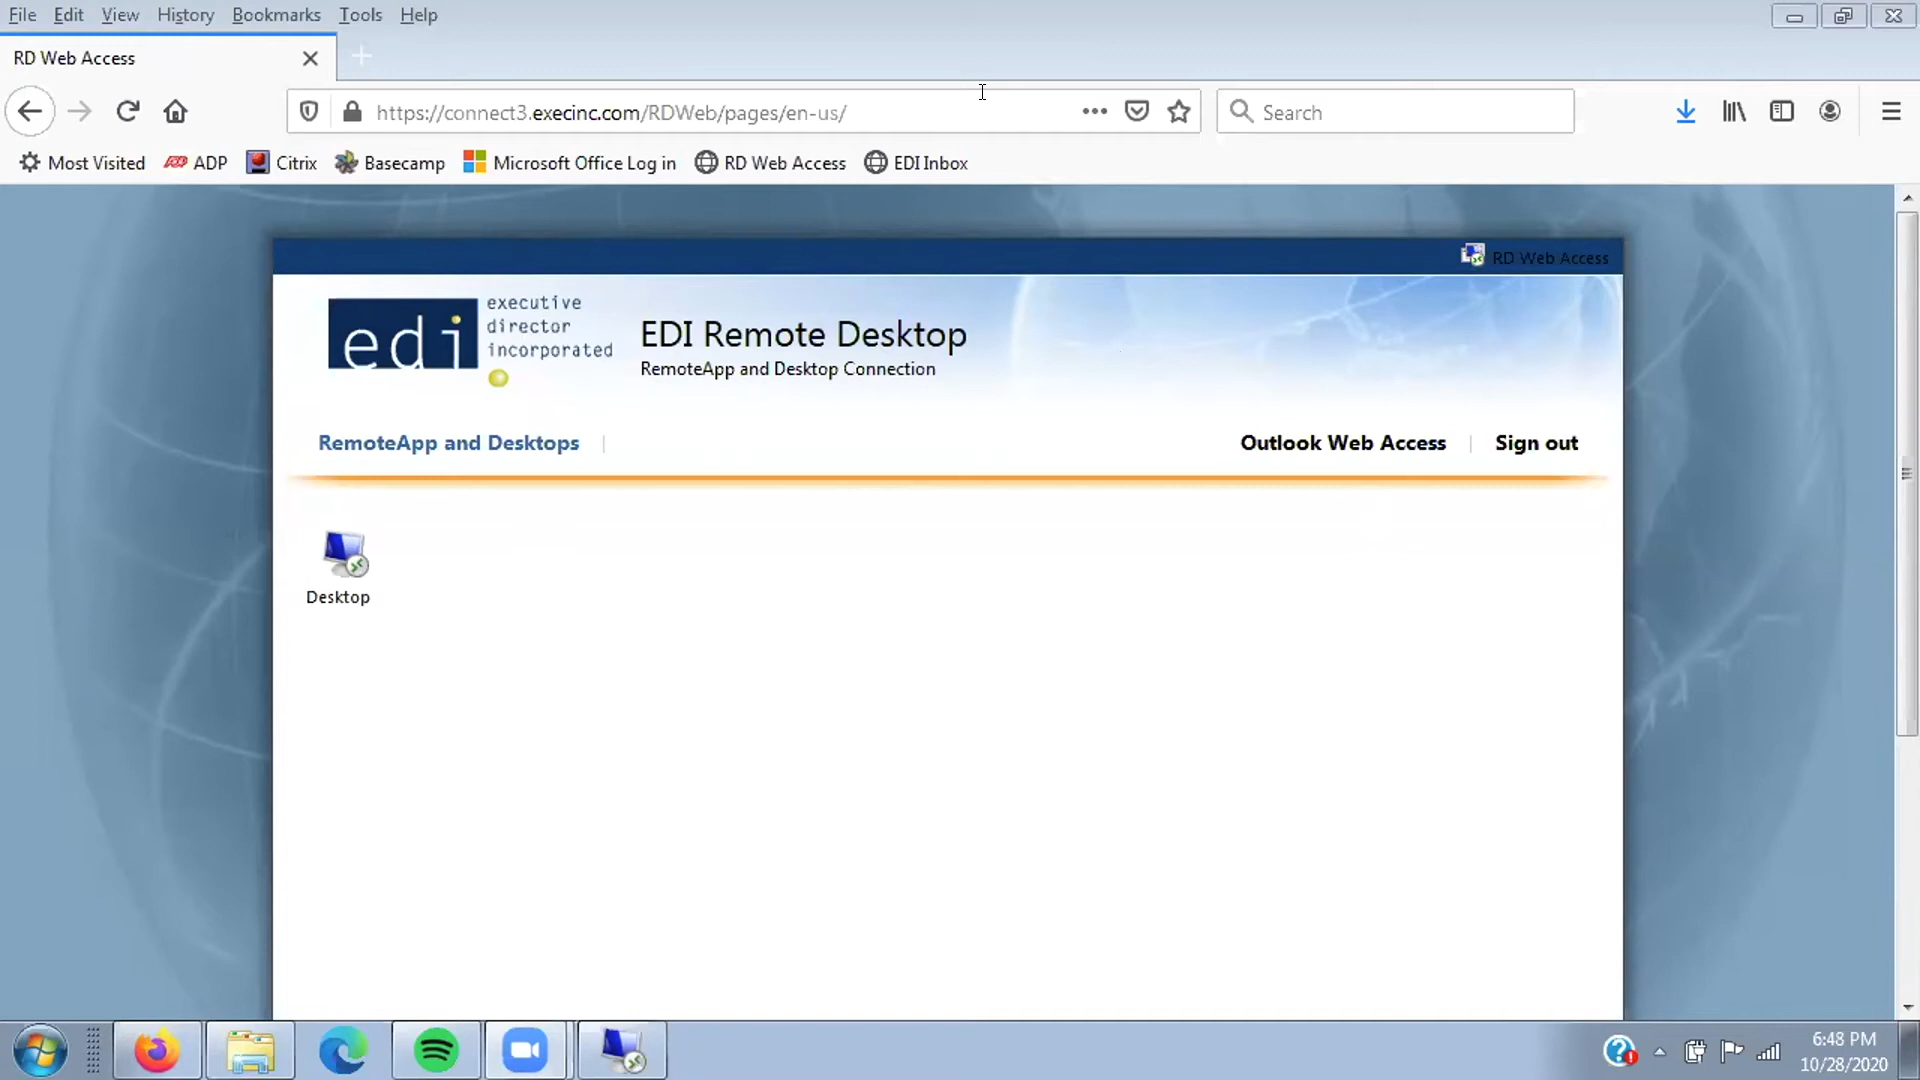 File Edit View History Bookmarks Tools Help
RD Web Access
https://connect3.execinc.com/RDWeb/pages/en-us/
Search
Most Visited ADP Citrix Basecamp Microsoft Office Log in RD Web Access EDI Inbox
RD Web Access
edi
executive
director
incorporated
EDI Remote Desktop
RemoteApp and Desktop Connection
RemoteApp and Desktops
Outlook Web Access
Sign out
Desktop
6:48 PM
10/28/2020